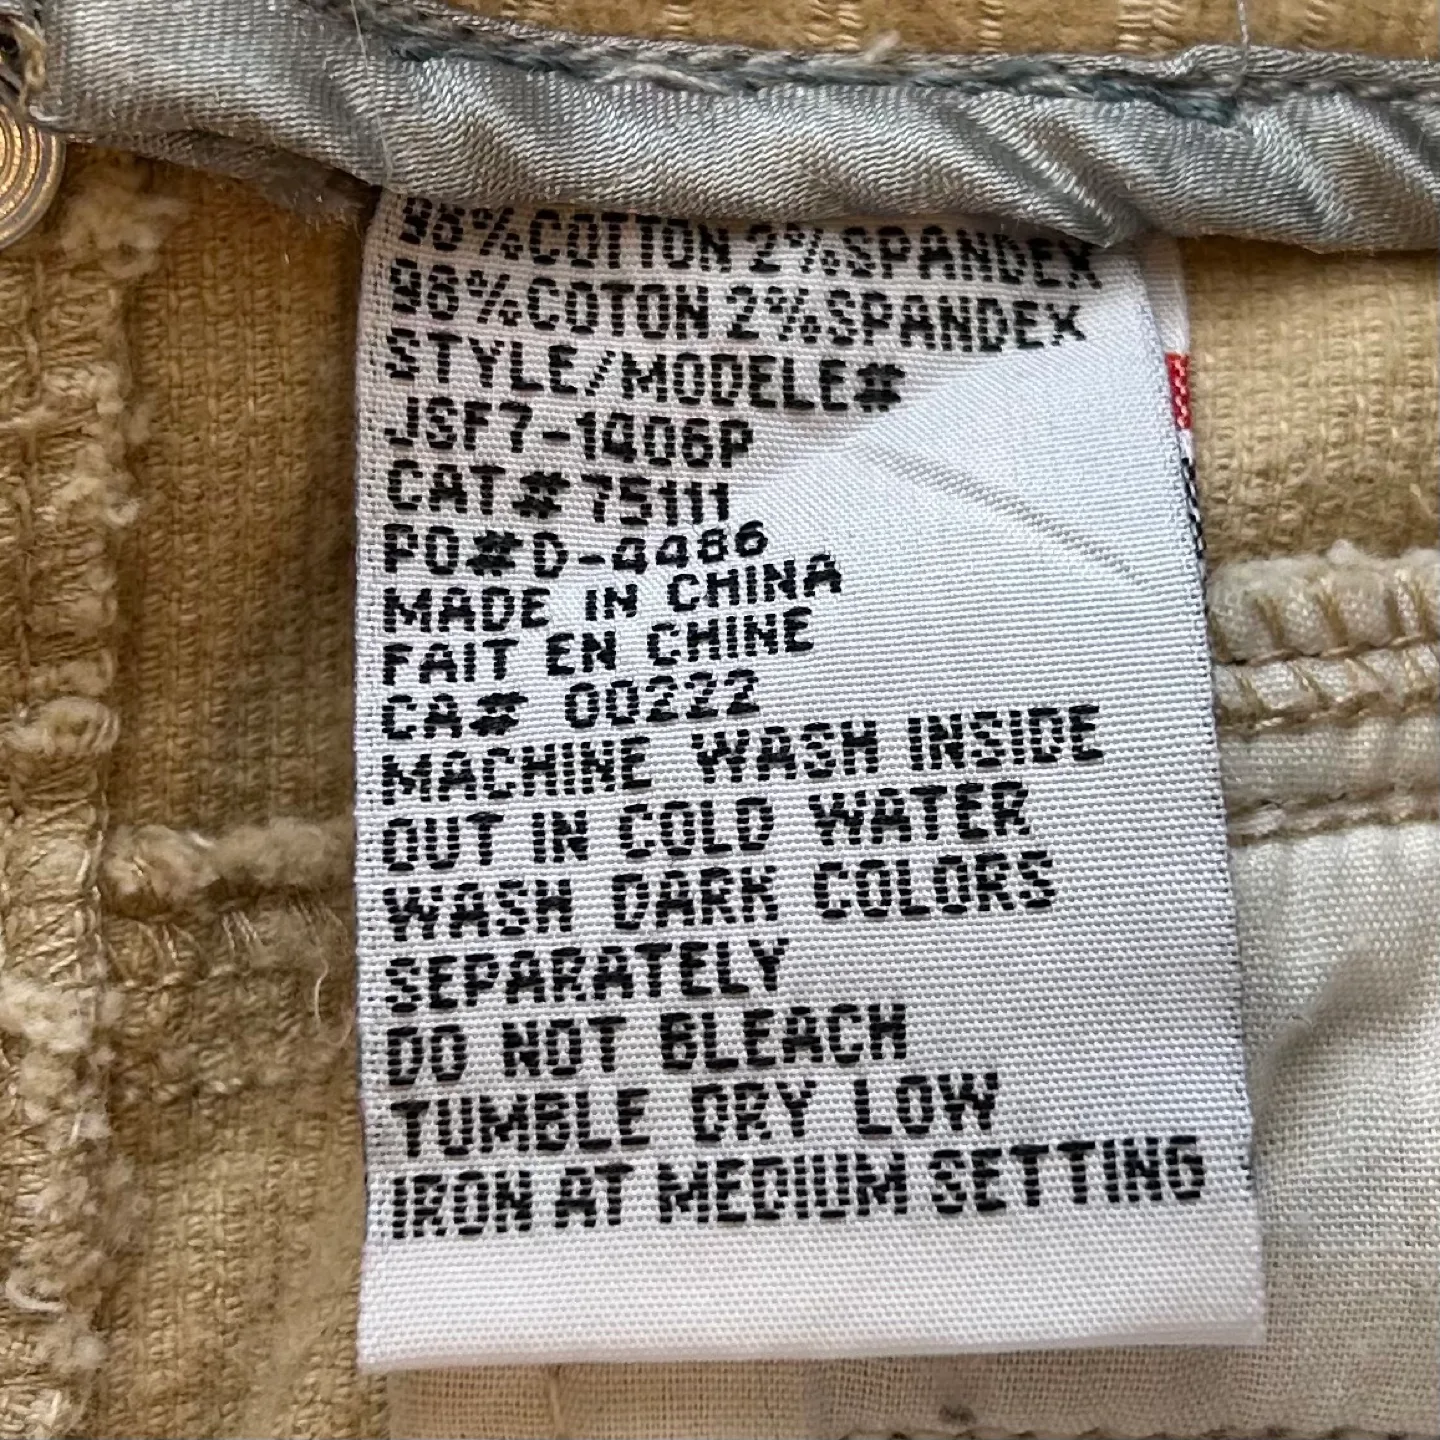 98%COTTON 2%SPANDEX
98%COTON 2%SPANDEX
STYLE/MODELE#
JSF7-1406P
CAT#75111
PO#D-4486
MADE IN CHINA
FAIT EN CHINE
CA# 00222
MACHINE WASH INSIDE
OUT IN COLD WATER
WASH DARK COLORS
SEPARATELY
DO NOT BLEACH
TUMBLE DRY LOW
IRON AT MEDIUM SETTING